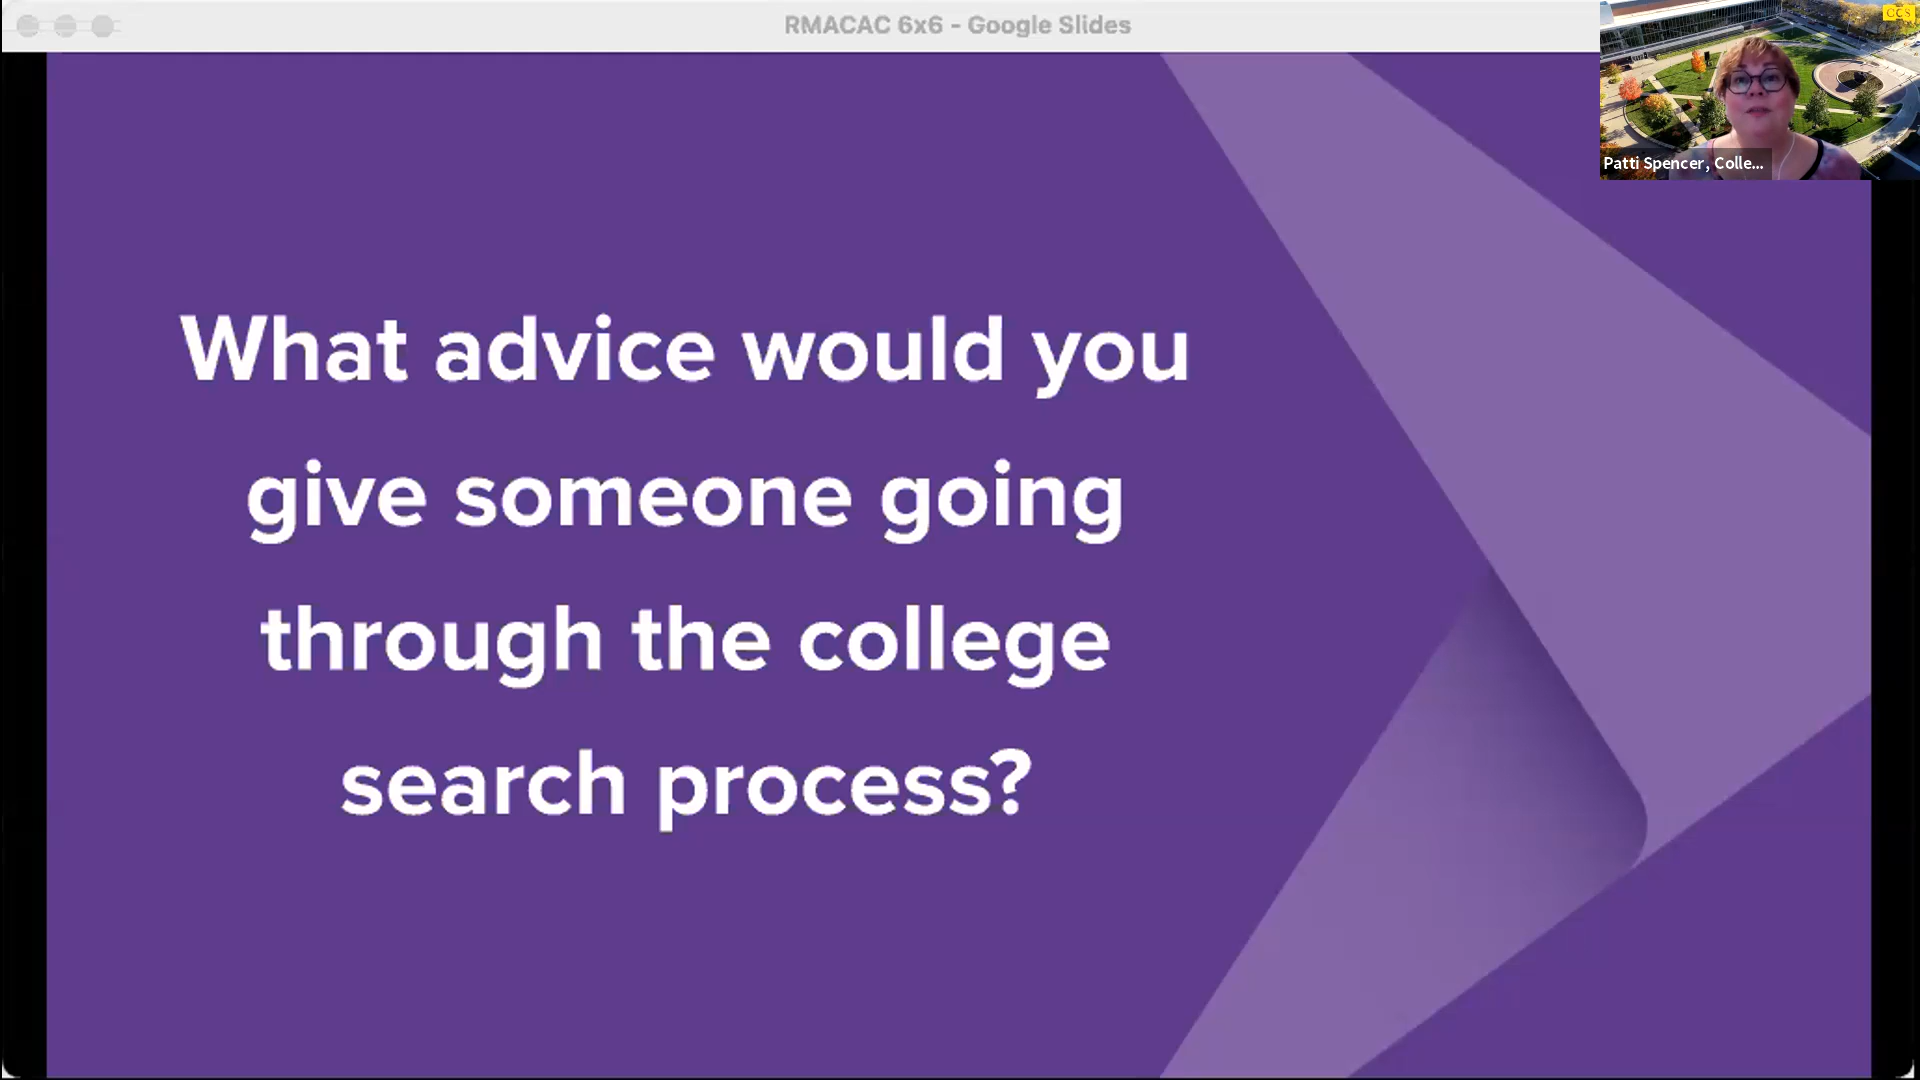 RMACAC 6x6 - Google Slides
CCS
Patti Spencer, Colle...
What advice would you
give someone going
through the college
search process?